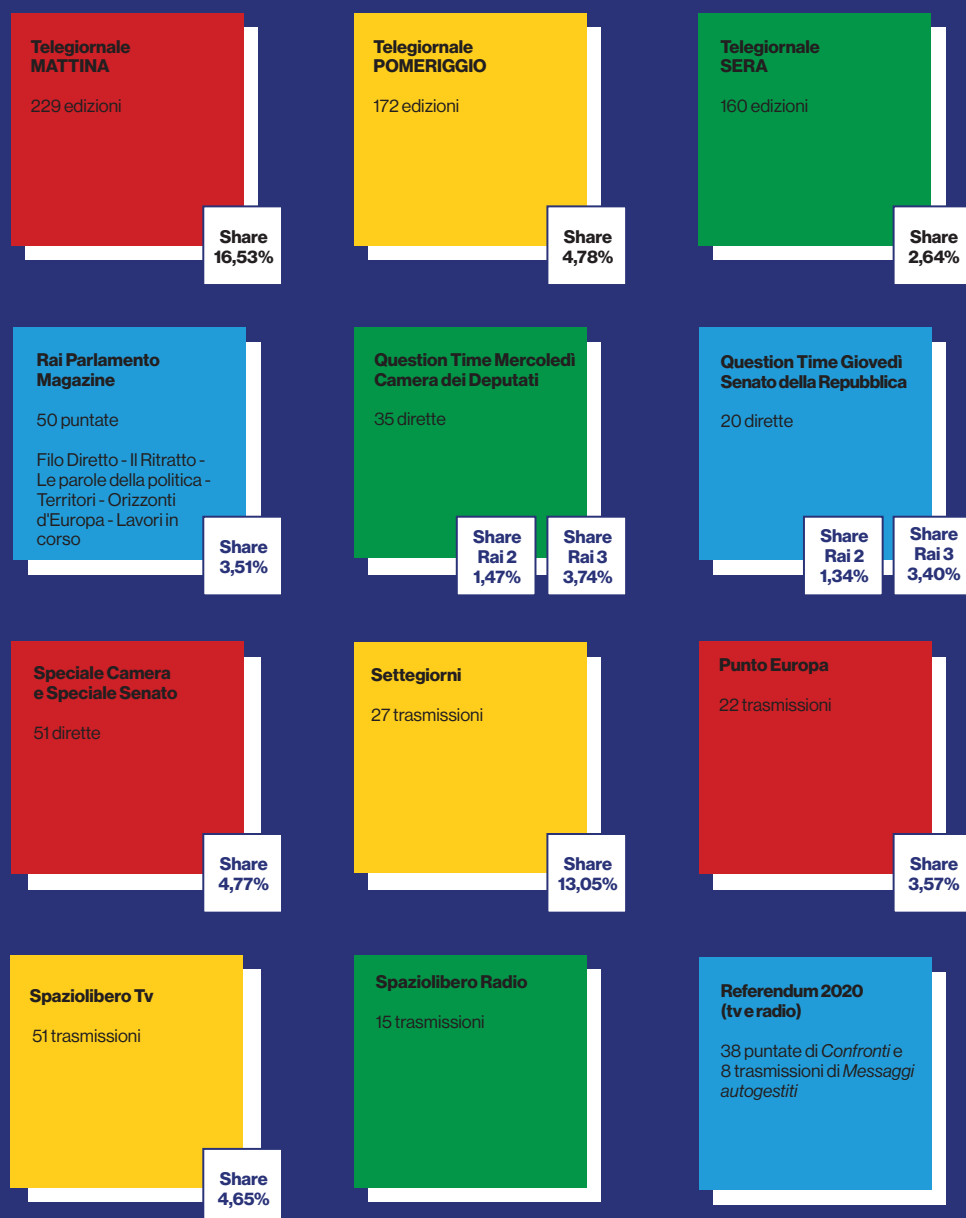 Telegiornale
MATTINA
229 edizioni
Share
16,53%
Telegiornale
POMERIGGIO
172 edizioni
Share
4,78%
Telegiornale
SERA
160 edizioni
Share
2,64%
Rai Parlamento
Magazine
50 puntate
Filo Diretto - Il Ritratto -
Le parole della politica -
Territori - Orizzonti
d'Europa - Lavori in
corso
Share
3,51%
Question Time Mercoledì
Camera dei Deputati
35 dirette
Share
Rai 2
1,47%
Share
Rai 3
3,74%
Question Time Giovedì
Senato della Repubblica
20 dirette
Share
Rai 2
1,34%
Share
Rai 3
3,40%
Speciale Camera
e Speciale Senato
51 dirette
Share
4,77%
Settegiorni
27 trasmissioni
Share
13,05%
Punto Europa
22 trasmissioni
Share
3,57%
Spaziolibero Tv
51 trasmissioni
Share
4,65%
Spaziolibero Radio
15 trasmissioni
Referendum 2020
(tv e radio)
38 puntate di Confronti e
8 trasmissioni di Messaggi
autogestiti